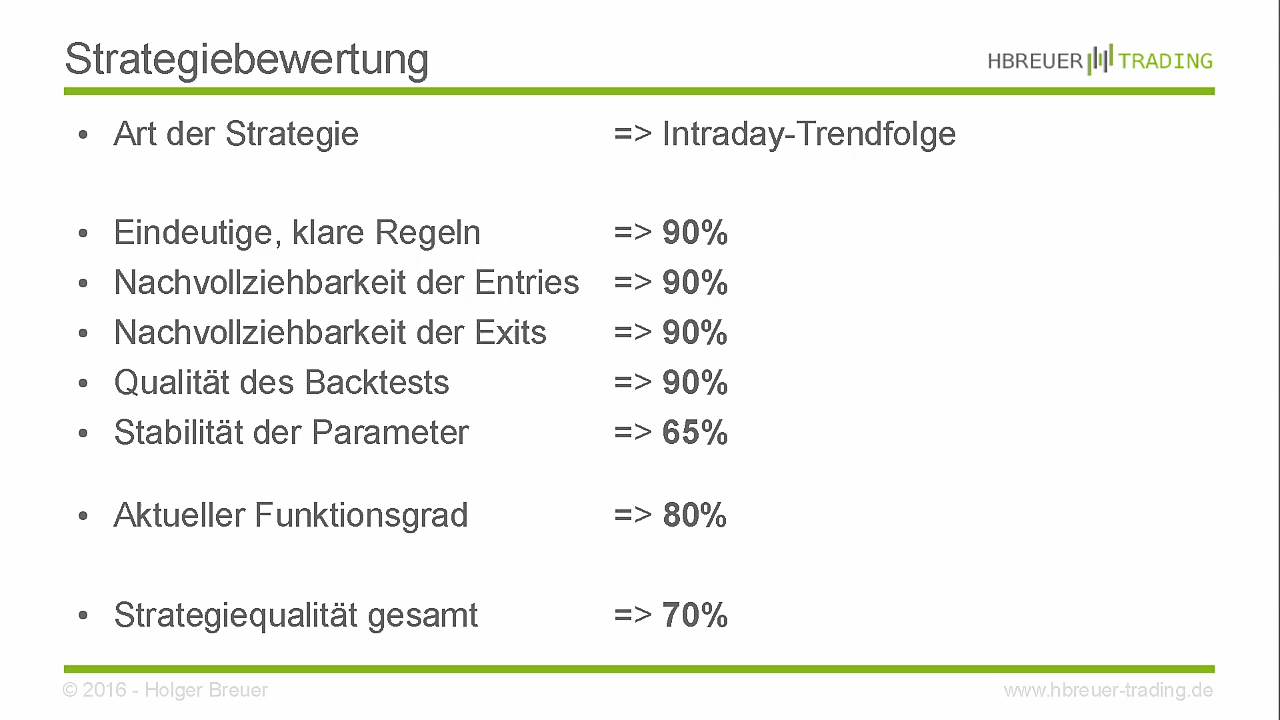 Strategiebewertung
HBREUER TRADING
• Art der Strategie => Intraday-Trendfolge
• Eindeutige, klare Regeln => 90%
• Nachvollziehbarkeit der Entries => 90%
• Nachvollziehbarkeit der Exits => 90%
• Qualität des Backtests => 90%
• Stabilität der Parameter => 65%
• Aktueller Funktionsgrad => 80%
• Strategiequalität gesamt => 70%
© 2016 - Holger Breuer
www.hbreuer-trading.de